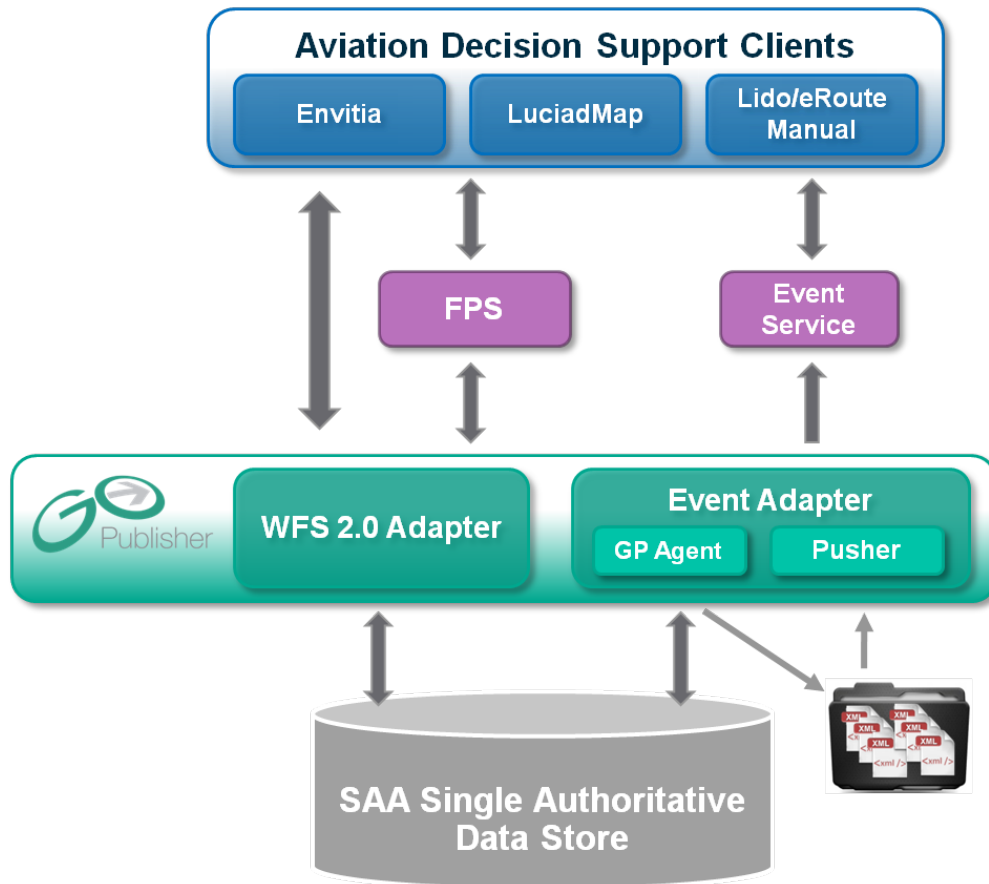 Aviation Decision Support Clients
Envitia
LuciadMap
Lido/eRoute
Manual
FPS
Event
Service
GO
Publisher
WFS 2.0 Adapter
Event Adapter
GP Agent
Pusher
XML
XML
XML
XML
XML
XML
<xml />
<xml />
SAA Single Authoritative
Data Store